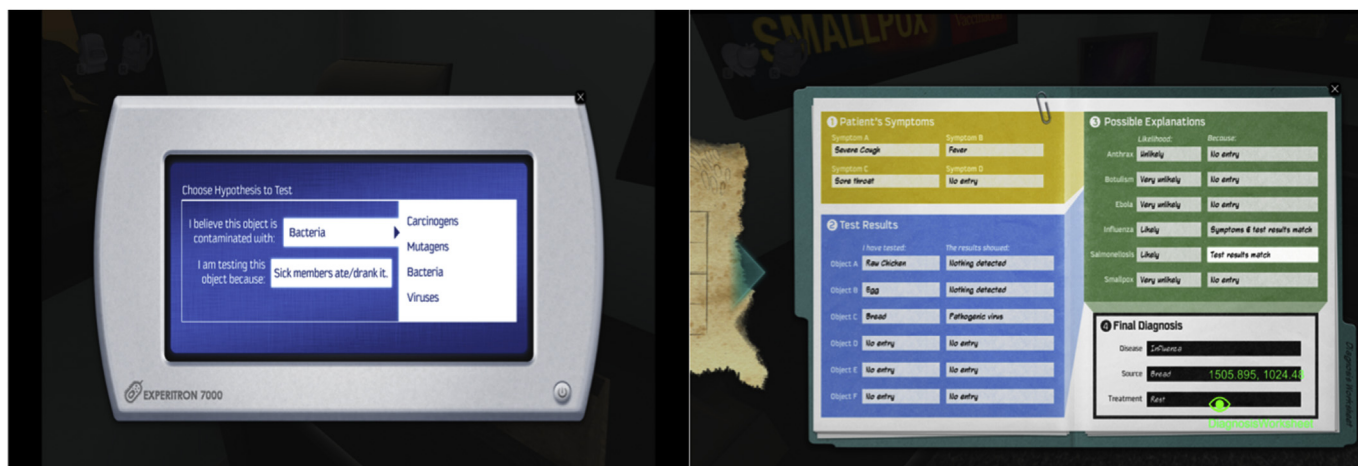 Choose Hypothesis to Test
I believe this object is
contaminated with:
Bacteria
I am testing this
object because:
Sick members ate/drank it.
Carcinogens
Mutagens
Bacteria
Viruses
EXPERITRON 7000
X
SMALLPOX
X
1 Patient's Symptoms
Symptom A
Severe Cough
Symptom B
Fever
Symptom C
Sore throat
Symptom D
No entry
2 Test Results
I have tested: The results showed:
Object A Raw Chicken Nothing detected
Object B Egg Nothing detected
Object C Bread Pathogenic virus
Object D No entry No entry
Object E No entry No entry
Object F No entry No entry
3 Possible Explanations
Likelihood: Because:
Anthrax Unlikely No entry
Botulism Very unlikely No entry
Ebola Very unlikely No entry
Influenza Likely Symptoms & test results match
Salmonellosis Likely Test results match
Smallpox Very unlikely No entry
4 Final Diagnosis
Disease Influenza
Source Bread 1505.895, 1024.48
Treatment Rest
DiagnosisWorksheet
Diagnosis Worksheet